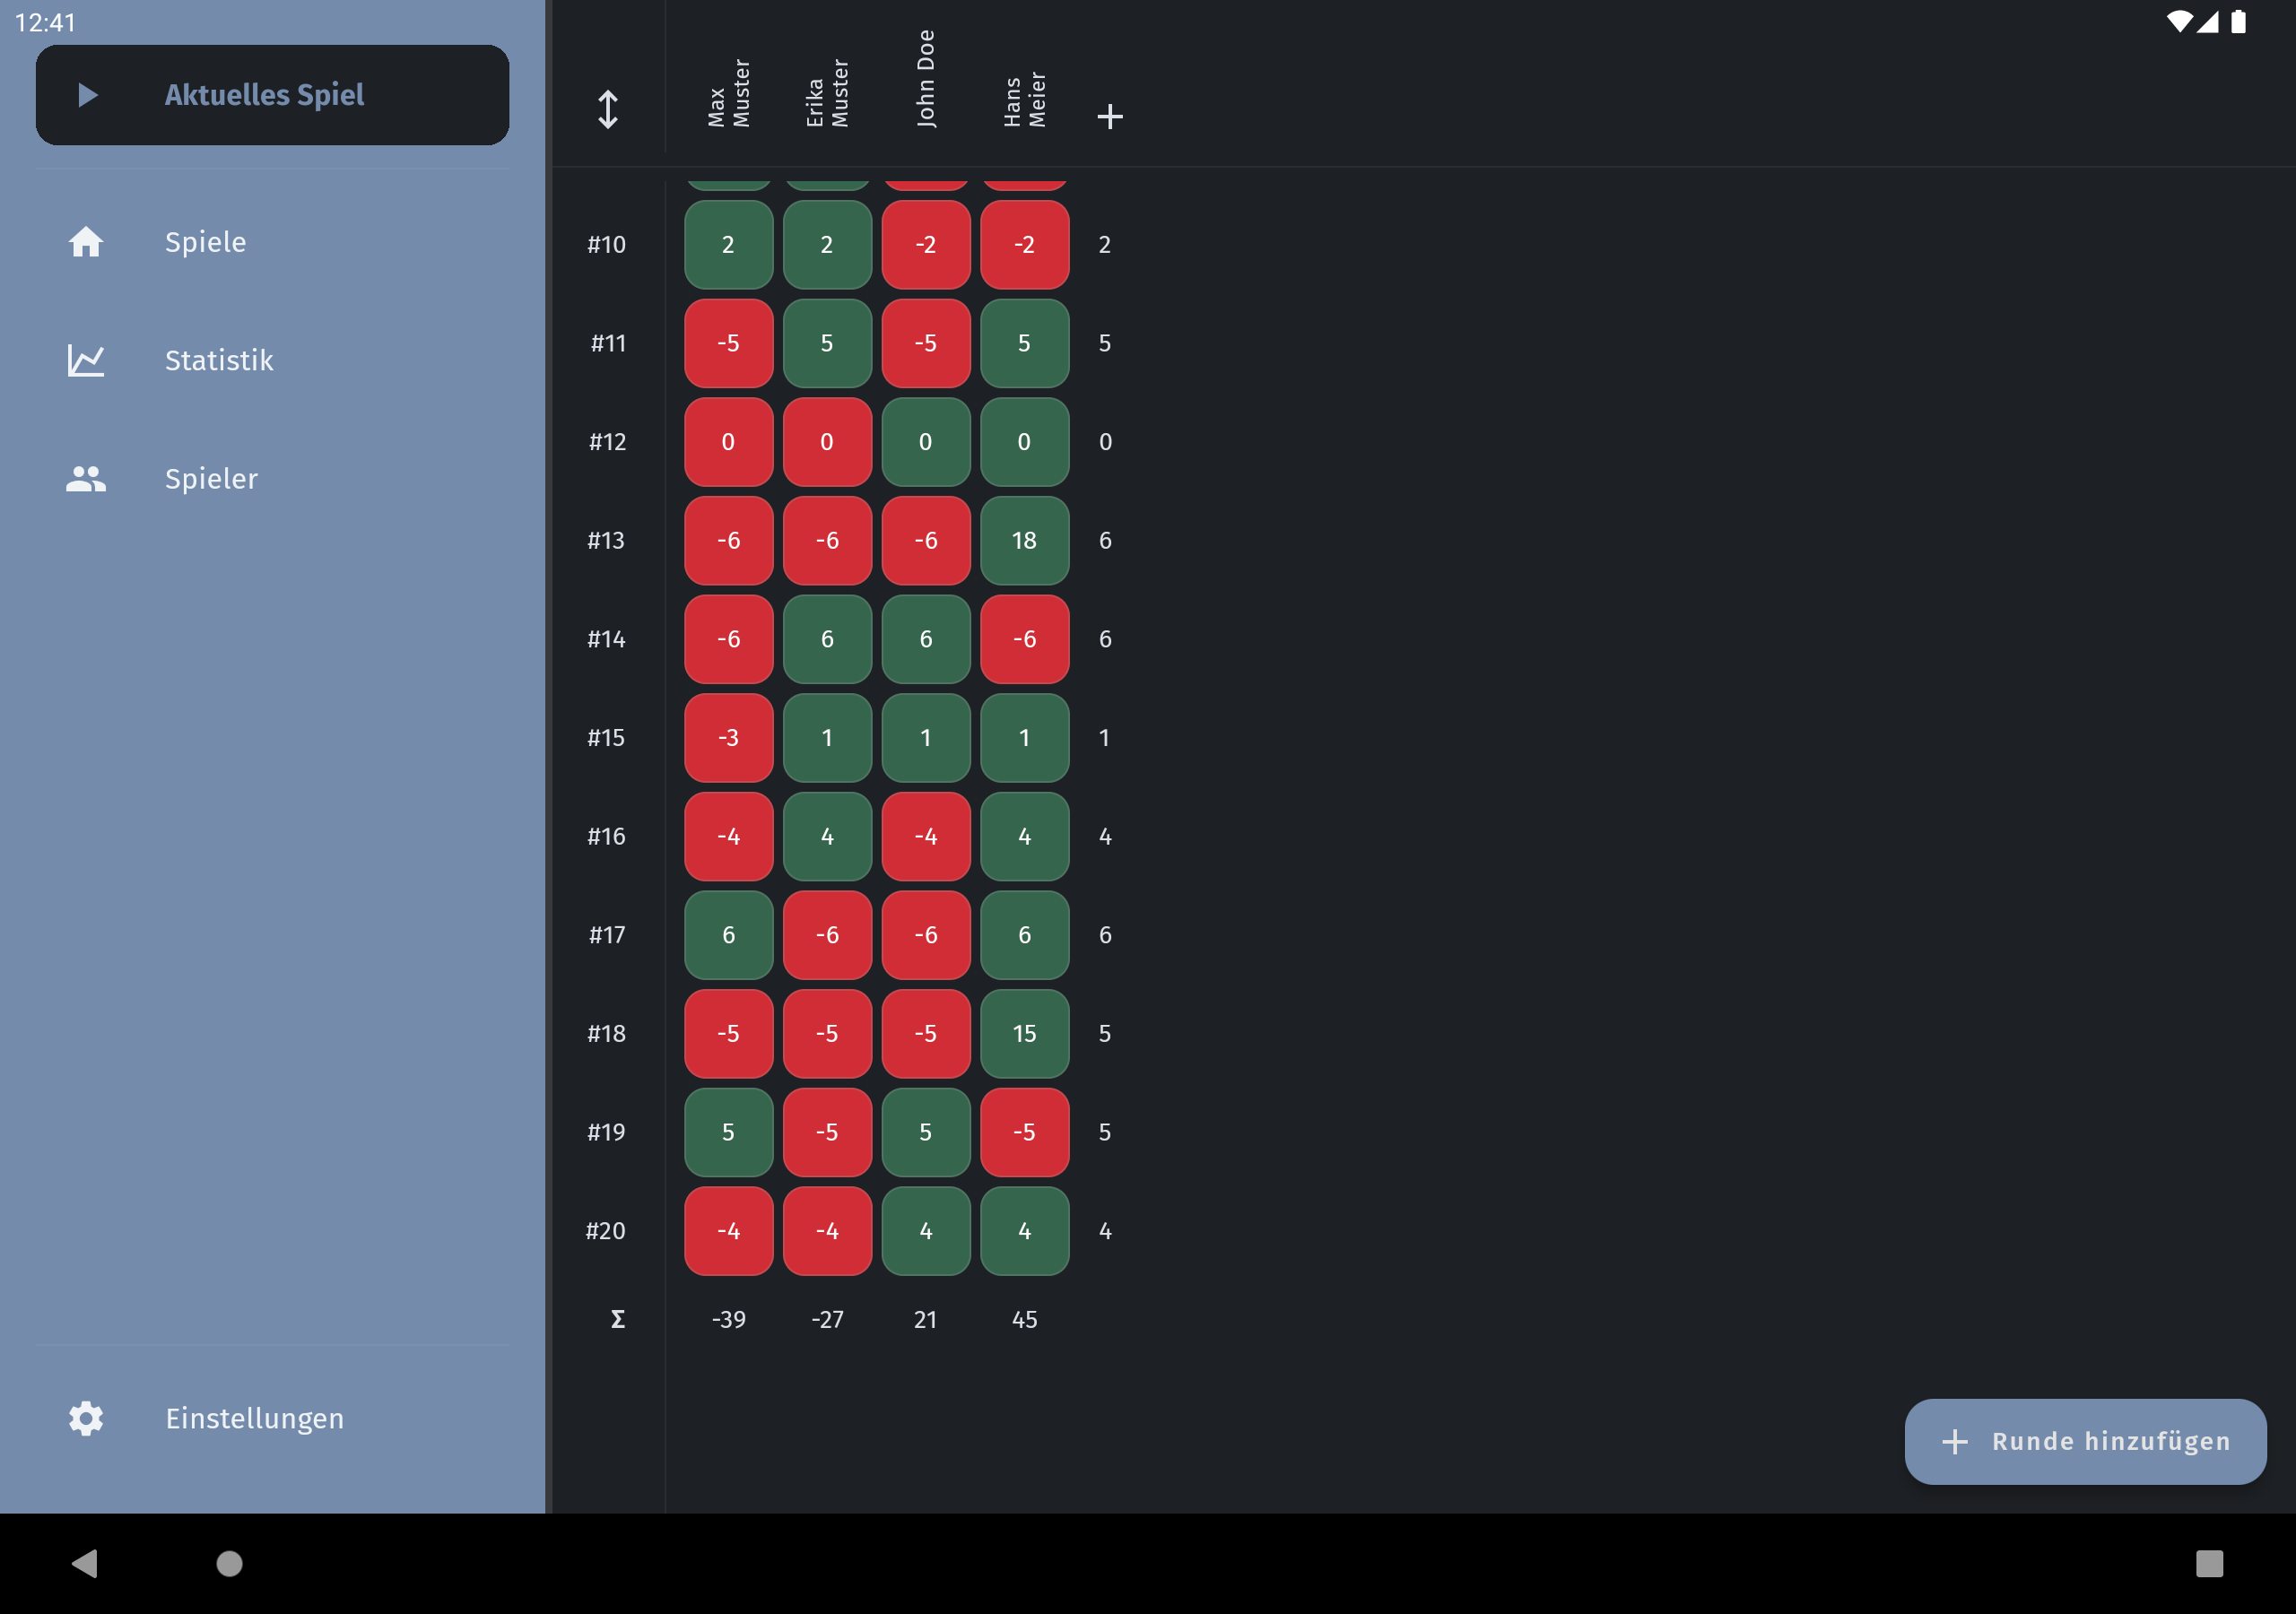 12:41
Aktuelles Spiel
Spiele
Statistik
Spieler
Einstellungen
Max Muster
Erika Muster
John Doe
Hans Meier
#10 2 2 -2 -2 2
#11 -5 5 -5 5 5
#12 0 0 0 0 0
#13 -6 -6 -6 18 6
#14 -6 6 6 -6 6
#15 -3 1 1 1 1
#16 -4 4 -4 4 4
#17 6 -6 -6 6 6
#18 -5 -5 -5 15 5
#19 5 -5 5 -5 5
#20 -4 -4 4 4 4
Σ -39 -27 21 45
Runde hinzufügen